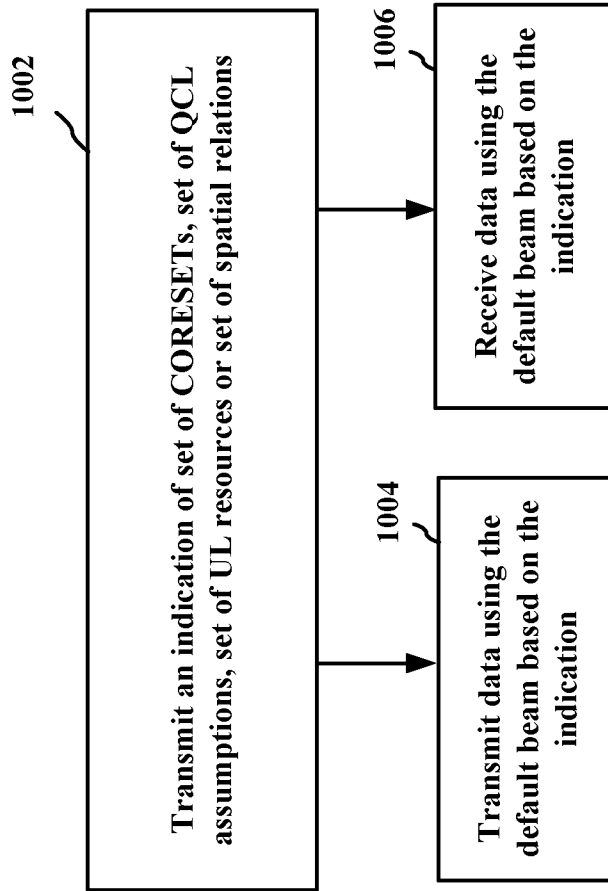 1002
Transmit an indication of set of CORESETs, set of QCL
assumptions, set of UL resources or set of spatial relations
1004
Transmit data using the
default beam based on the
indication
1006
Receive data using the
default beam based on the
indication